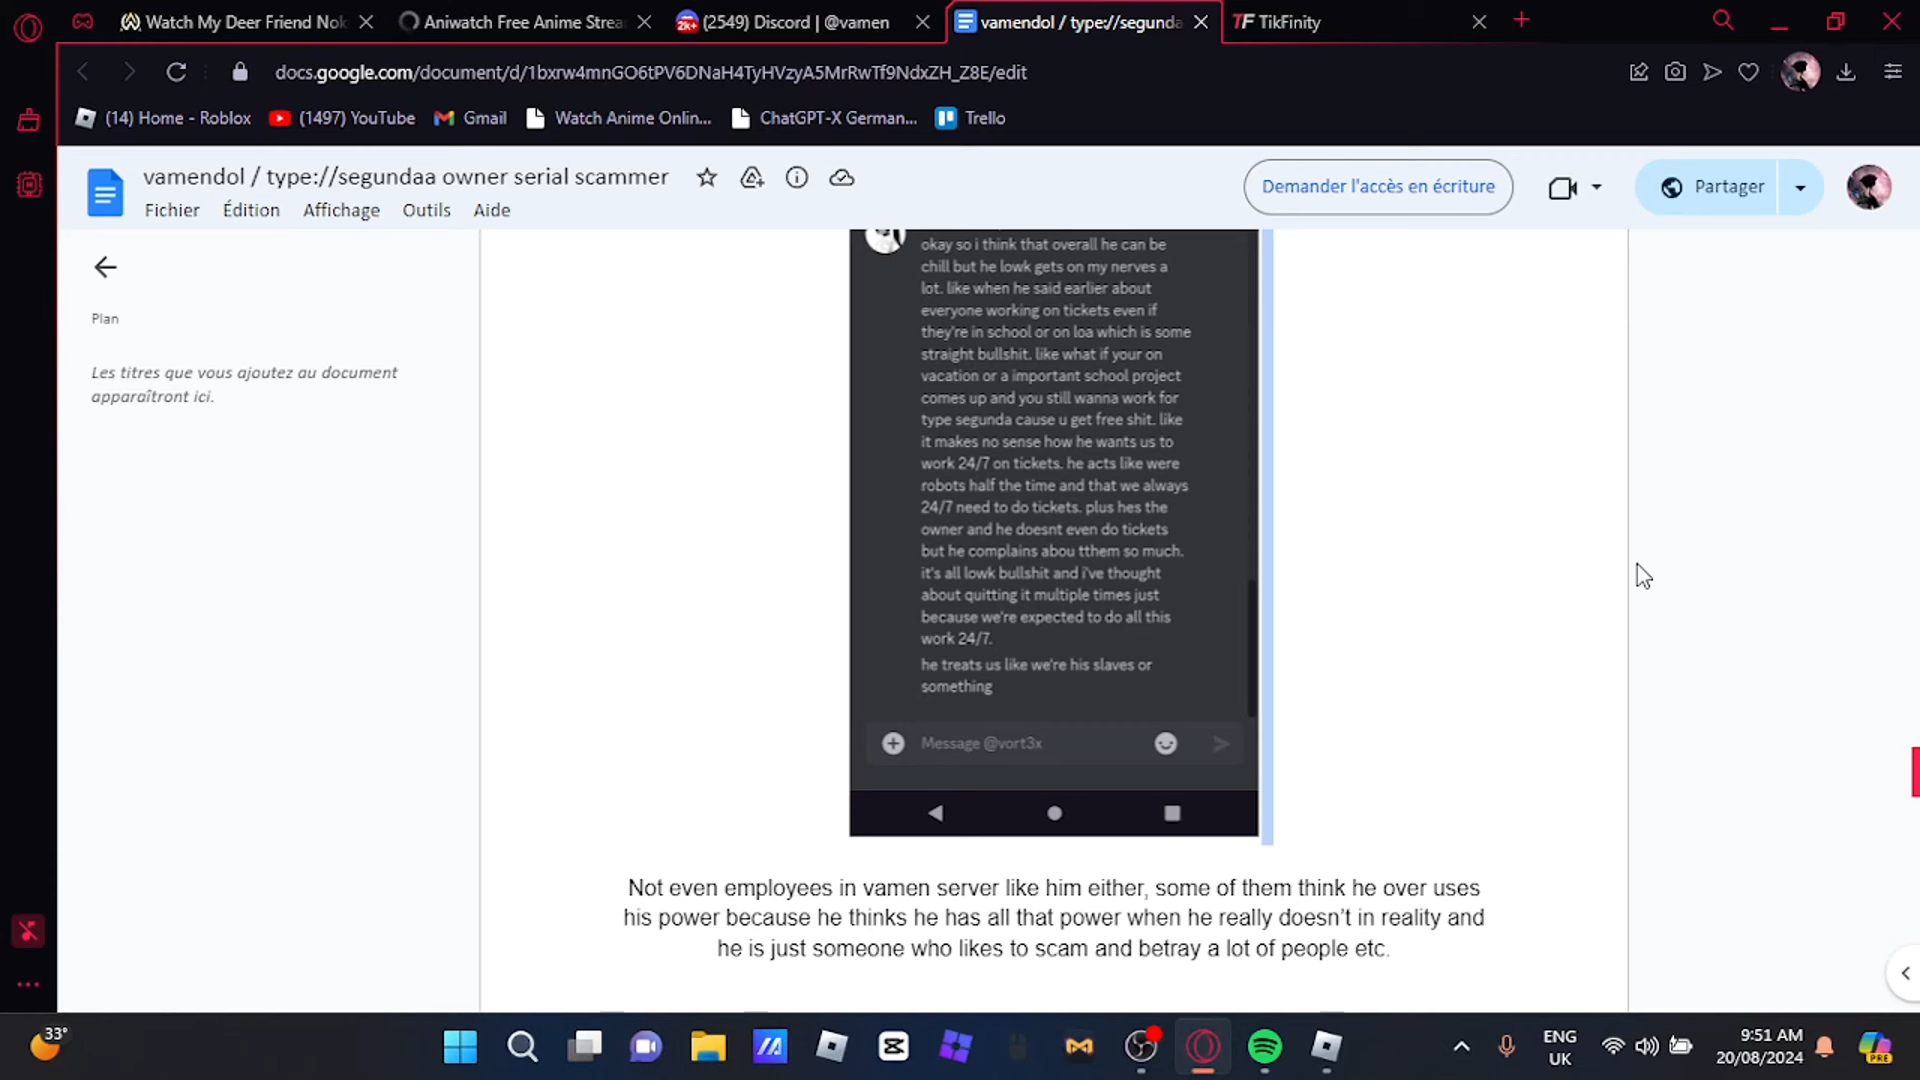 Watch My Deer Friend Nok
Aniwatch Free Anime Strea
(2549) Discord | @vamen
vamendol / type://segunda
TikFinity
docs.google.com/document/d/1bxrw4mnGO6tPV6DNaH4TyHVzyA5MrRwTf9NdxZH_Z8E/edit
(14) Home - Roblox
(1497) YouTube
Gmail
Watch Anime Onlin...
ChatGPT-X German...
Trello
vamendol / type://segundaa owner serial scammer
Demander l'accès en écriture
Partager
Fichier Édition Affichage Outils Aide
Plan
Les titres que vous ajoutez au document
apparaîtront ici.
okay so i think that overall he can be
chill but he lowk gets on my nerves a
lot. like when he said earlier about
everyone working on tickets even if
they're in school or on loa which is some
straight bullshit. like what if your on
vacation or a important school project
comes up and you still wanna work for
type segunda cause u get free shit. like
it makes no sense how he wants us to
work 24/7 on tickets. he acts like were
robots half the time and that we always
24/7 need to do tickets. plus hes the
owner and he doesnt even do tickets
but he complains abou tthem so much.
it's all lowk bullshit and i've thought
about quitting it multiple times just
because we're expected to do all this
work 24/7.
he treats us like we're his slaves or
something
Message @vort3x
Not even employees in vamen server like him either, some of them think he over uses
his power because he thinks he has all that power when he really doesn't in reality and
he is just someone who likes to scam and betray a lot of people etc.
33°
ENG
UK
9:51 AM
20/08/2024